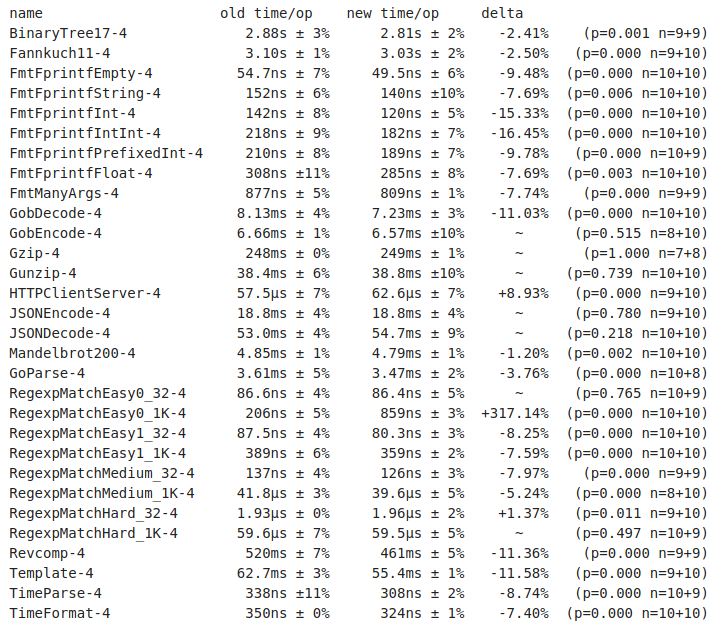 name old time/op new time/op delta
BinaryTree17-4 2.88s ± 3% 2.81s ± 2% -2.41% (p=0.001 n=9+9)
Fannkuch11-4 3.10s ± 1% 3.03s ± 2% -2.50% (p=0.000 n=9+10)
FmtFprintfEmpty-4 54.7ns ± 7% 49.5ns ± 6% -9.48% (p=0.000 n=10+10)
FmtFprintfString-4 152ns ± 6% 140ns ±10% -7.69% (p=0.006 n=10+10)
FmtFprintfInt-4 142ns ± 8% 120ns ± 5% -15.33% (p=0.000 n=10+10)
FmtFprintfIntInt-4 218ns ± 9% 182ns ± 7% -16.45% (p=0.000 n=10+10)
FmtFprintfPrefixedInt-4 210ns ± 8% 189ns ± 7% -9.78% (p=0.000 n=10+9)
FmtFprintfFloat-4 308ns ±11% 285ns ± 8% -7.69% (p=0.003 n=10+10)
FmtManyArgs-4 877ns ± 5% 809ns ± 1% -7.74% (p=0.000 n=9+9)
GobDecode-4 8.13ms ± 4% 7.23ms ± 3% -11.03% (p=0.000 n=10+10)
GobEncode-4 6.66ms ± 1% 6.57ms ±10% ~ (p=0.515 n=8+10)
Gzip-4 248ms ± 0% 249ms ± 1% ~ (p=1.000 n=7+8)
Gunzip-4 38.4ms ± 6% 38.8ms ±10% ~ (p=0.739 n=10+10)
HTTPClientServer-4 57.5µs ± 7% 62.6µs ± 7% +8.93% (p=0.000 n=9+10)
JSONEncode-4 18.8ms ± 4% 18.8ms ± 4% ~ (p=0.780 n=9+10)
JSONDecode-4 53.0ms ± 4% 54.7ms ± 9% ~ (p=0.218 n=10+10)
Mandelbrot200-4 4.85ms ± 1% 4.79ms ± 1% -1.20% (p=0.002 n=10+10)
GoParse-4 3.61ms ± 5% 3.47ms ± 2% -3.76% (p=0.000 n=10+8)
RegexpMatchEasy0_32-4 86.6ns ± 4% 86.4ns ± 5% ~ (p=0.765 n=10+9)
RegexpMatchEasy0_1K-4 206ns ± 5% 859ns ± 3% +317.14% (p=0.000 n=10+10)
RegexpMatchEasy1_32-4 87.5ns ± 4% 80.3ns ± 3% -8.25% (p=0.000 n=10+10)
RegexpMatchEasy1_1K-4 389ns ± 6% 359ns ± 2% -7.59% (p=0.000 n=10+10)
RegexpMatchMedium_32-4 137ns ± 4% 126ns ± 3% -7.97% (p=0.000 n=9+9)
RegexpMatchMedium_1K-4 41.8µs ± 3% 39.6µs ± 5% -5.24% (p=0.000 n=8+10)
RegexpMatchHard_32-4 1.93µs ± 0% 1.96µs ± 2% +1.37% (p=0.011 n=9+10)
RegexpMatchHard_1K-4 59.6µs ± 7% 59.5µs ± 5% ~ (p=0.497 n=10+9)
Revcomp-4 520ms ± 7% 461ms ± 5% -11.36% (p=0.000 n=9+9)
Template-4 62.7ms ± 3% 55.4ms ± 1% -11.58% (p=0.000 n=9+10)
TimeParse-4 338ns ±11% 308ns ± 2% -8.74% (p=0.000 n=10+9)
TimeFormat-4 350ns ± 0% 324ns ± 1% -7.40% (p=0.000 n=10+10)